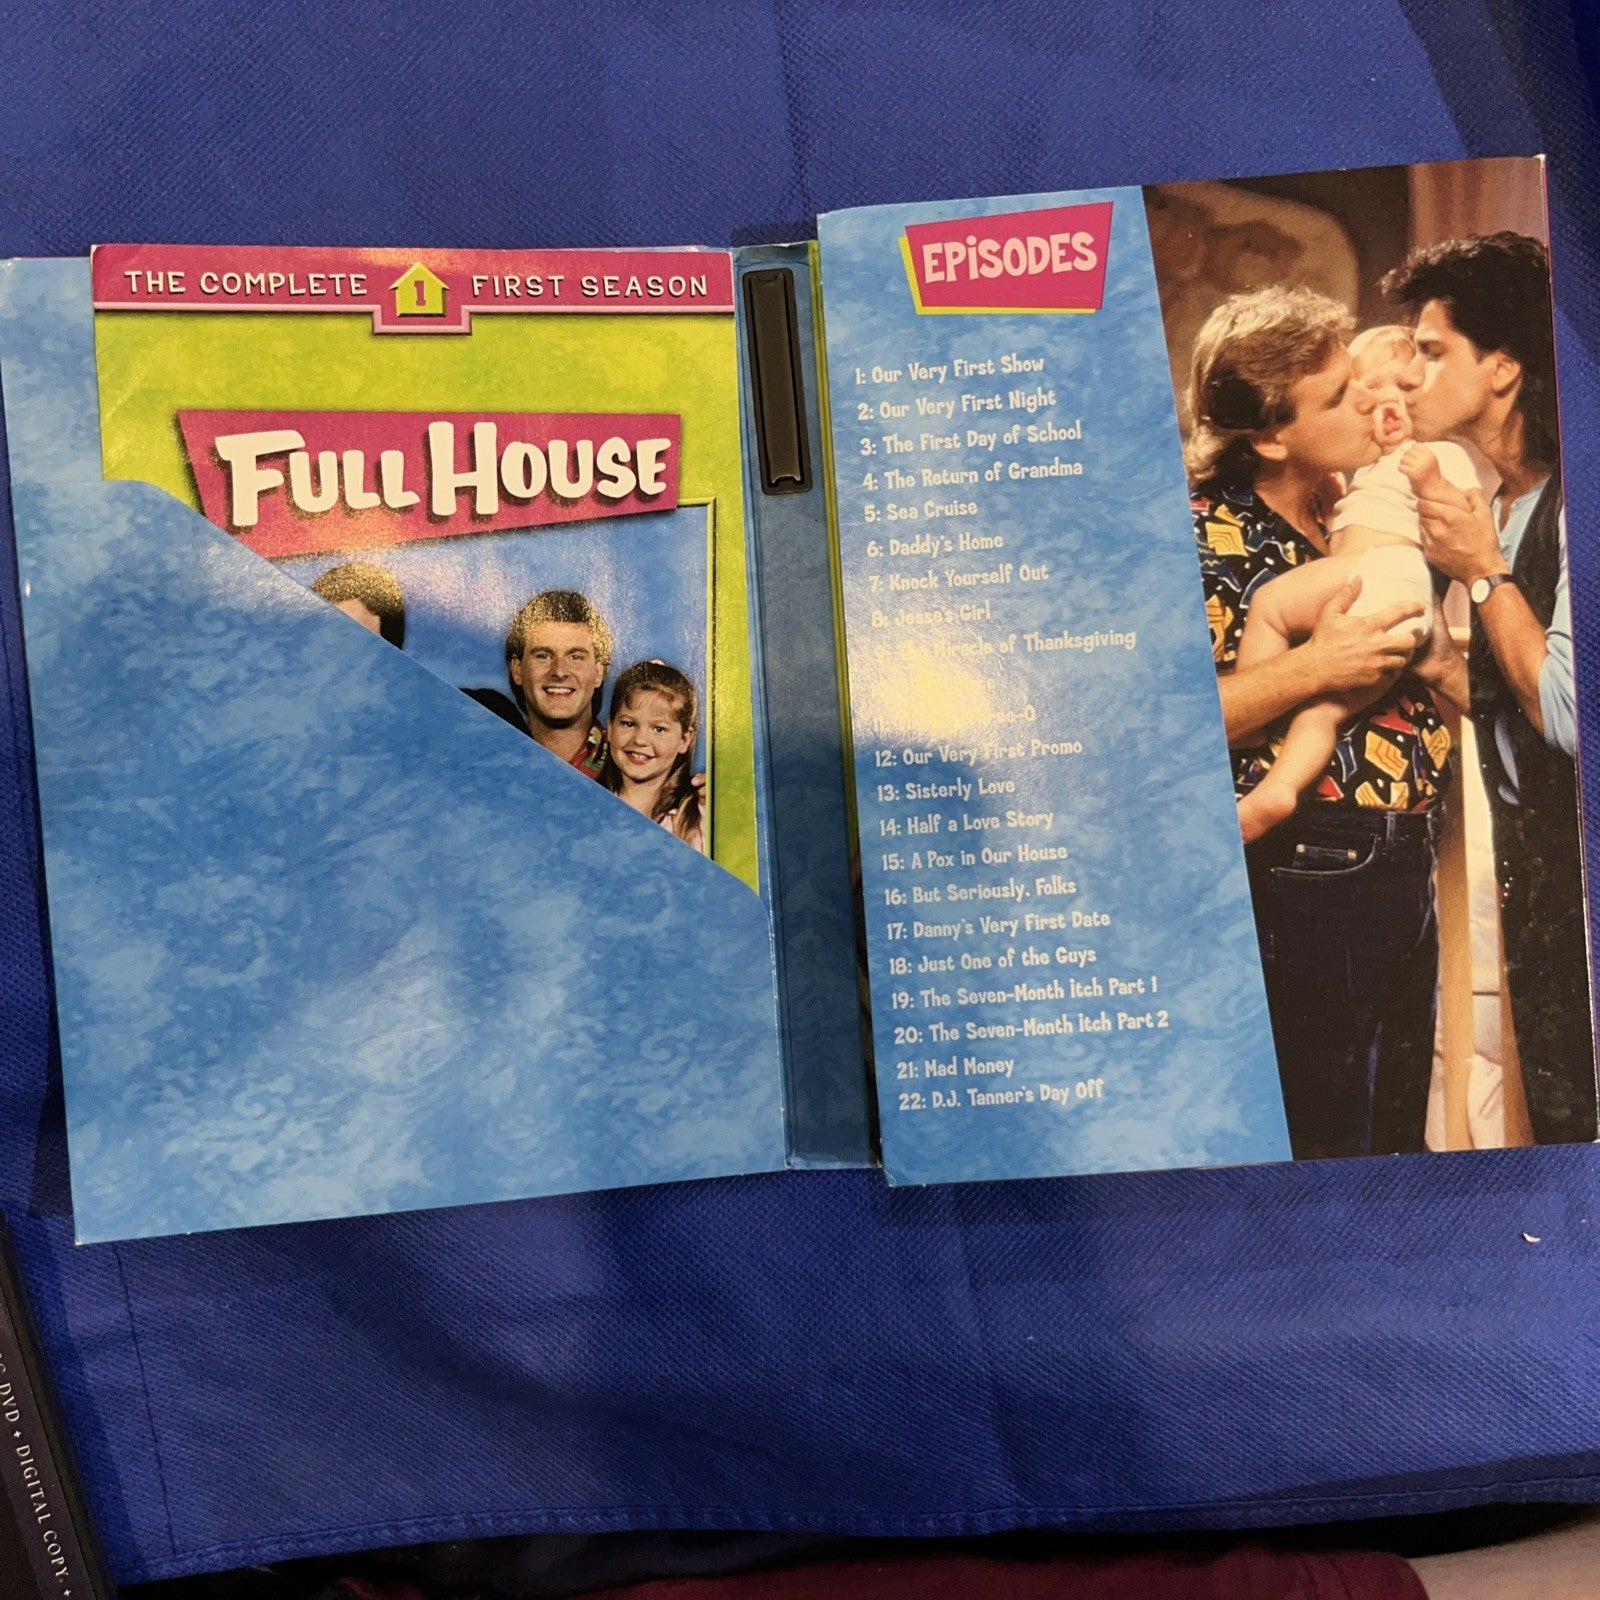 THE COMPLETE 1 FIRST SEASON
FULL HOUSE
EPISODES
1: Our Very First Show
2: Our Very First Night
3: The First Day of School
4: The Return of Grandma
5: Sea Cruise
6: Daddy's Home
7: Knock Yourself Out
8: Jesse's Girl
of Thanksgiving
12: Our Very First Promo
13: Sisterly Love
14: Half a Love Story
15: A Pox in Our House
16: But Seriously, Folks
17: Danny's Very First Date
18: Just One of the Guys
19: The Seven-Month Itch Part 1
20: The Seven-Month Itch Part 2
21: Mad Money
22: D.J. Tanner's Day Off
DVD • DIGITAL COPY •